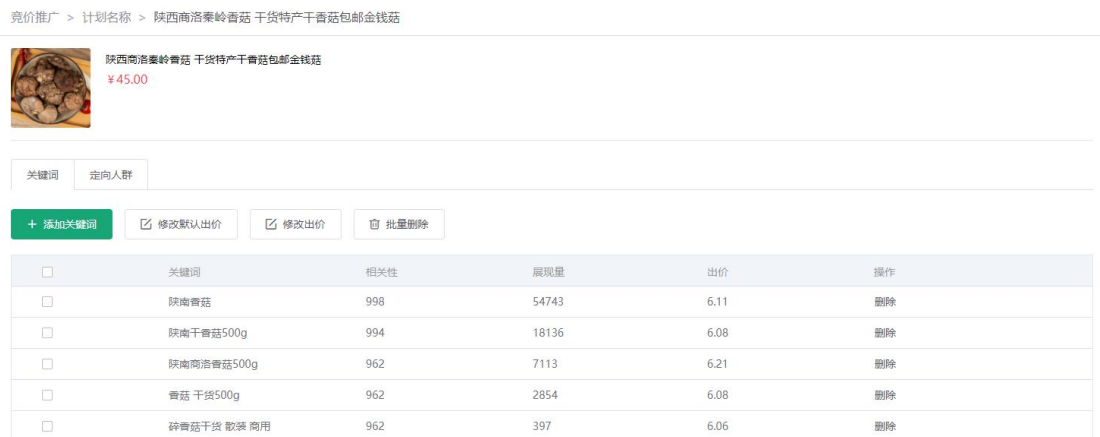 竞价推广 > 计划名称 > 陕西商洛秦岭香菇 干货特产干香菇包邮金钱菇
陕西商洛秦岭香菇 干货特产干香菇包邮金钱菇
¥45.00
关键词 定向人群
+ 添加关键词 修改默认出价 修改出价 批量删除
关键词 相关性 展现量 出价 操作
陕南香菇 998 54743 6.11 删除
陕南干香菇500g 994 18136 6.08 删除
陕南商洛香菇500g 962 7113 6.21 删除
香菇 干货500g 962 2854 6.08 删除
碎香菇干货 散装 商用 962 397 6.06 删除